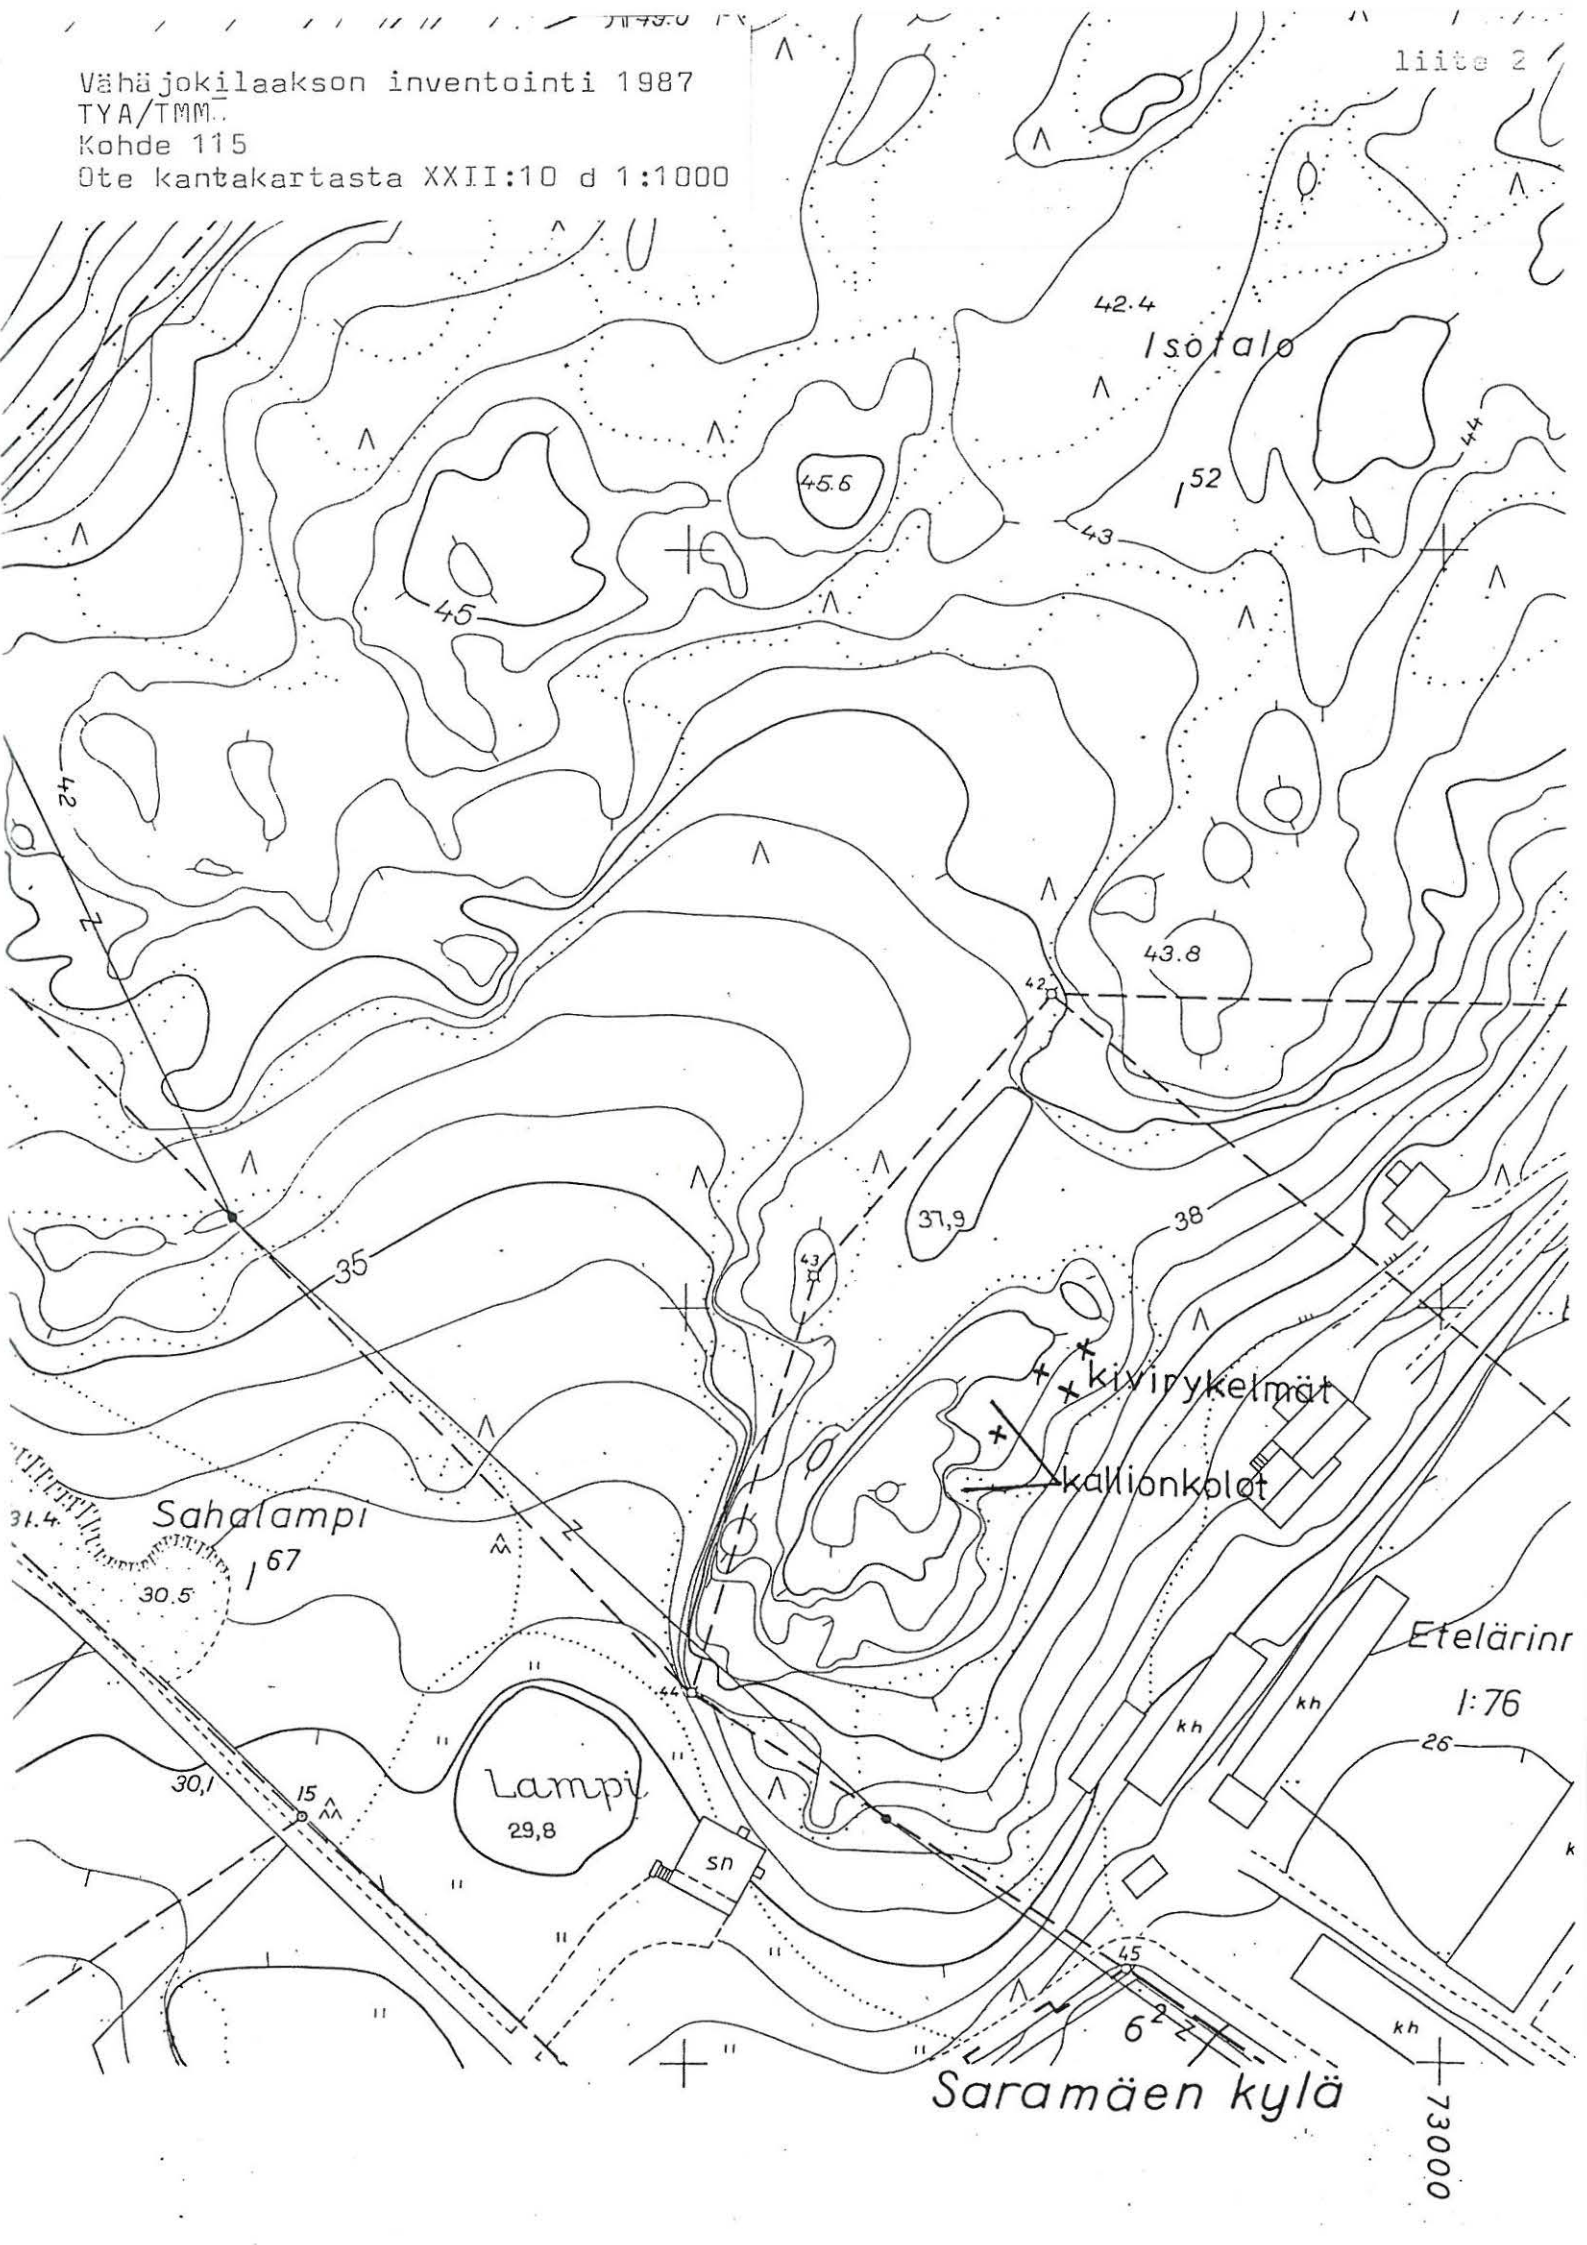 liite 2
Vähäjokilaakson inventointi 1987
TYA/TMM
Kohde 115
Ote kantakartasta XXII:10 d 1:1000
42.4
Isotalo
44
45.6
1 52
43
45
42
43.8
42
37,9
38
43
35
kivirykelmät
kallionkolot
Sahalampi
31.4
1 67
30.5
Etelärinn
44
kh
kh
1:76
26
30,1
15
Lampi
29,8
sn
k
45
6 2
kh
Saramäen kylä
73000